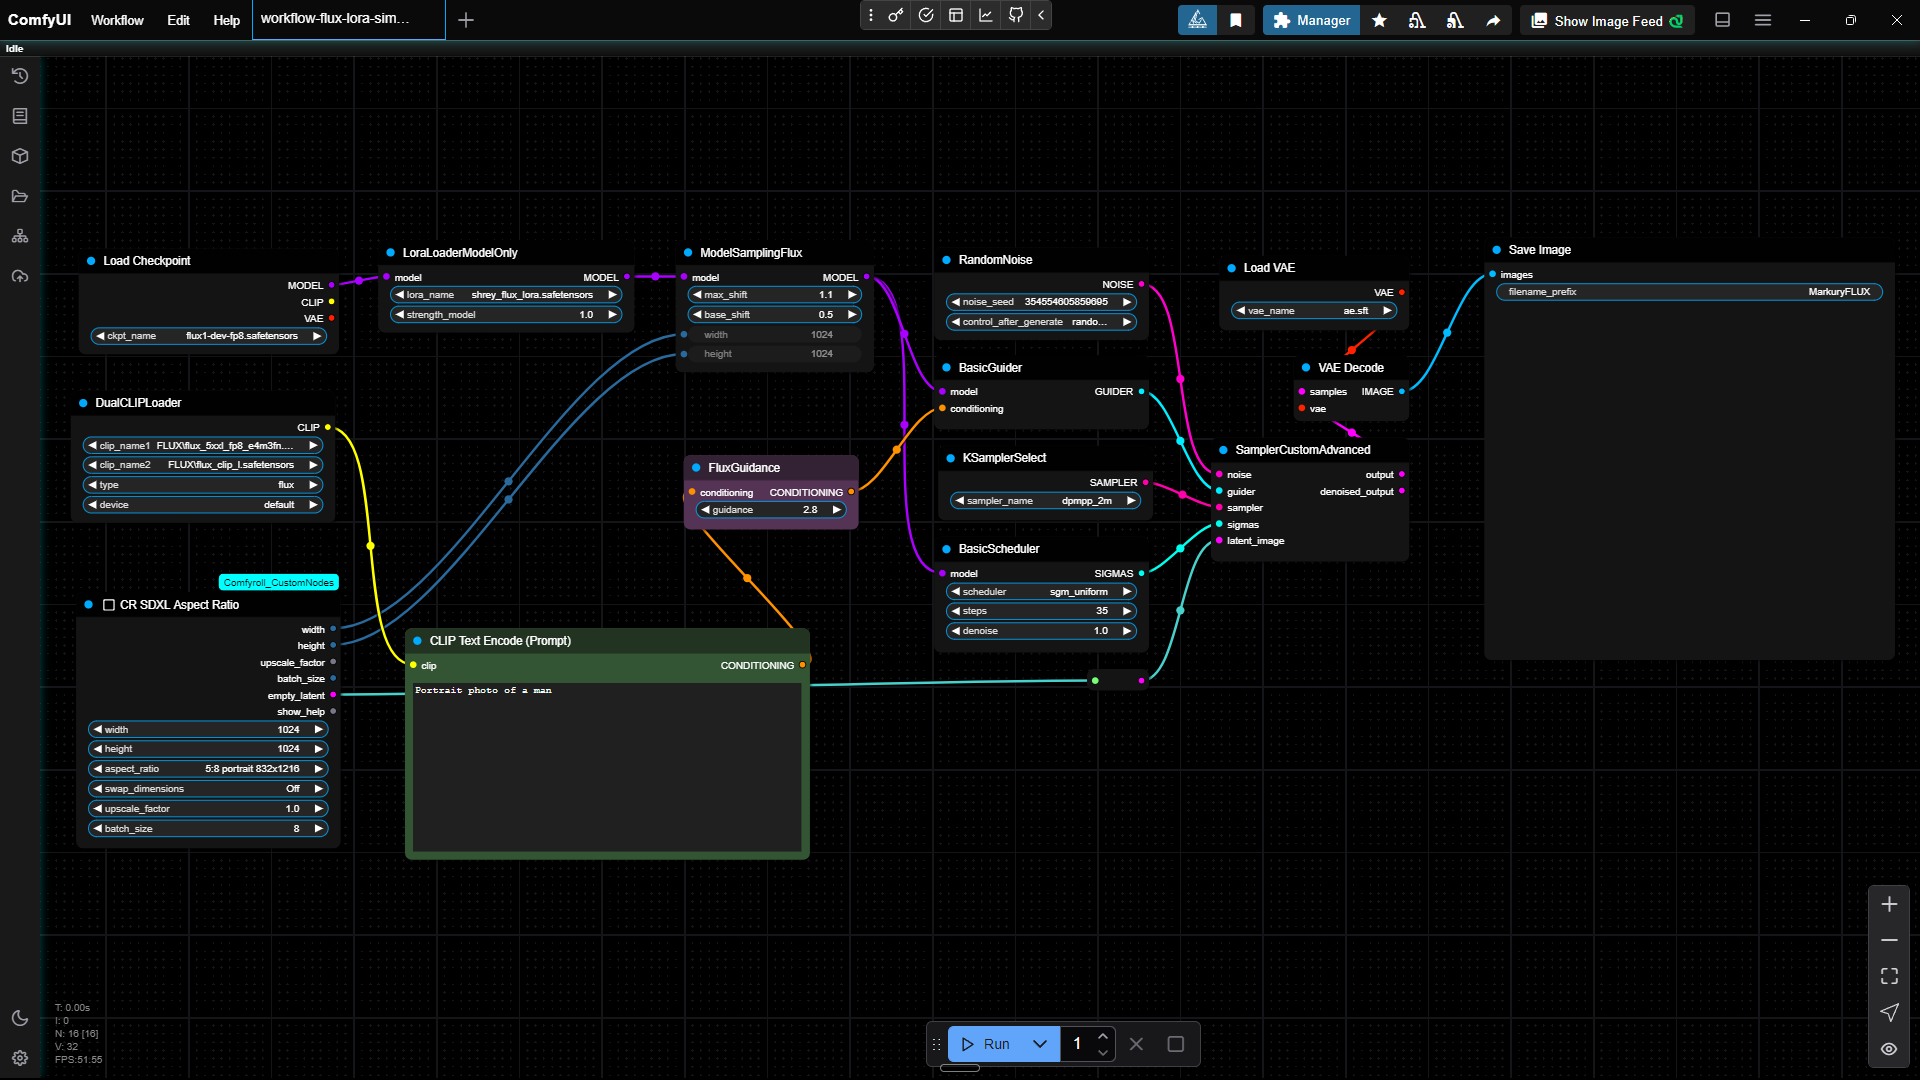 ComfyUI Workflow Edit Help workflow-flux-lora-sim... Manager Show Image Feed
Idle
Load Checkpoint
MODEL
CLIP
VAE
ckpt_name flux1-dev-fp8.safetensors
LoraLoaderModelOnly
model MODEL
lora_name shrey_flux_lora.safetensors
strength_model 1.0
ModelSamplingFlux
model MODEL
max_shift 1.1
base_shift 0.5
width 1024
height 1024
RandomNoise
NOISE
noise_seed 354554605859695
control_after_generate rando...
Load VAE
VAE
vae_name ae.sft
Save Image
images
filename_prefix MarkuryFLUX
BasicGuider
model GUIDER
conditioning
VAE Decode
samples IMAGE
vae
DualCLIPLoader
CLIP
clip_name1 FLUX\flux_5xxl_fp8_e4m3fn....
clip_name2 FLUX\flux_clip_l.safetensors
type flux
device default
FluxGuidance
conditioning CONDITIONING
guidance 2.8
KSamplerSelect
SAMPLER
sampler_name dpmpp_2m
SamplerCustomAdvanced
noise output
guider denoised_output
sampler
sigmas
latent_image
BasicScheduler
model SIGMAS
scheduler sgm_uniform
steps 35
denoise 1.0
Comfyroll_CustomNodes
CR SDXL Aspect Ratio
width
height
upscale_factor
batch_size
empty_latent
show_help
width 1024
height 1024
aspect_ratio 5:8 portrait 832x1216
swap_dimensions Off
upscale_factor 1.0
batch_size 8
CLIP Text Encode (Prompt)
clip CONDITIONING
Portrait photo of a man
T: 0.00s
I: 0
N: 16 [16]
V: 32
FPS:51.55
Run 1